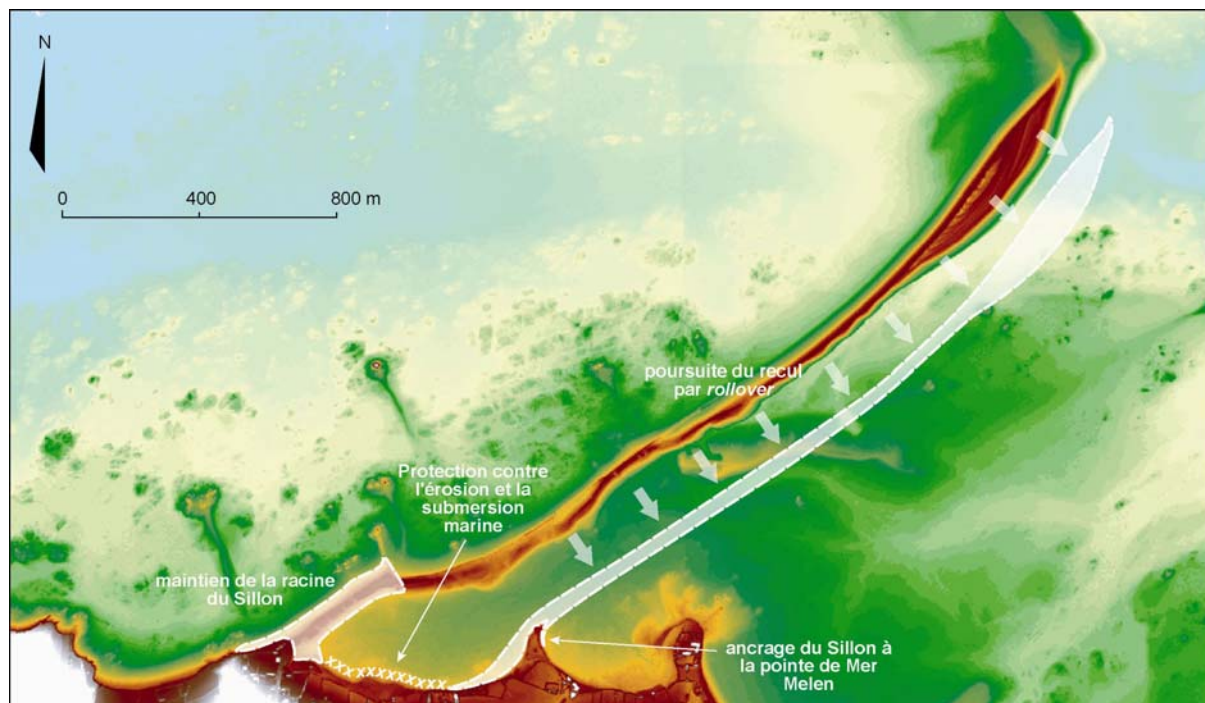 N
0 400 800 m
poursuite du recul
par rollover
Protection contre
l'érosion et la
submersion
marine
maintien de la racine
du Sillon
xxxxxxxxxx
ancrage du Sillon à
la pointe de Mer
Melen